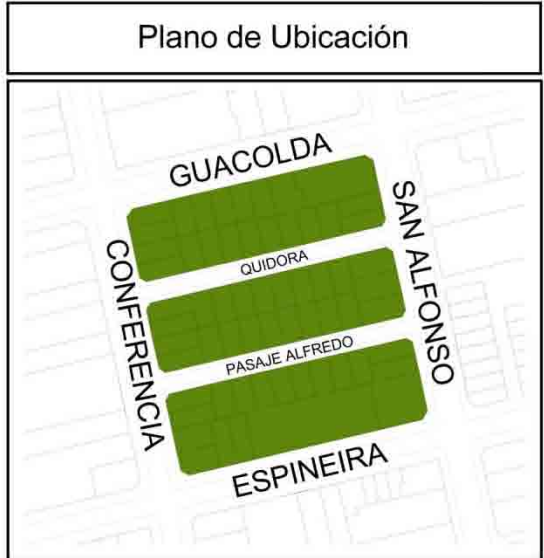 Plano de Ubicación
GUACOLDA
SAN ALFONSO
QUIDORA
CONFERENCIA
PASAJE ALFREDO
ESPINEIRA